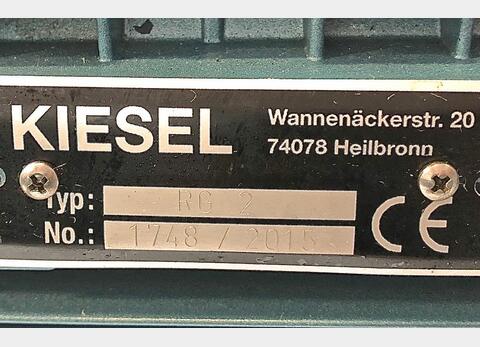 KIESEL
Wannenäckerstr. 20
74078 Heilbronn
Typ: RG 2
No.: 1748 / 2015
CE